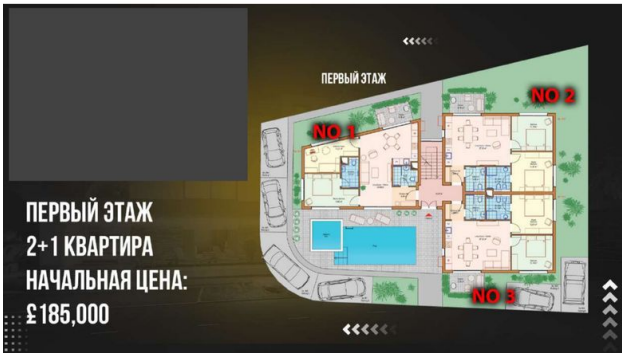 ПЕРВЫЙ ЭТАЖ
NO 2
NO 1
ПЕРВЫЙ ЭТАЖ
2+1 КВАРТИРА
НАЧАЛЬНАЯ ЦЕНА:
£185,000
NO 3